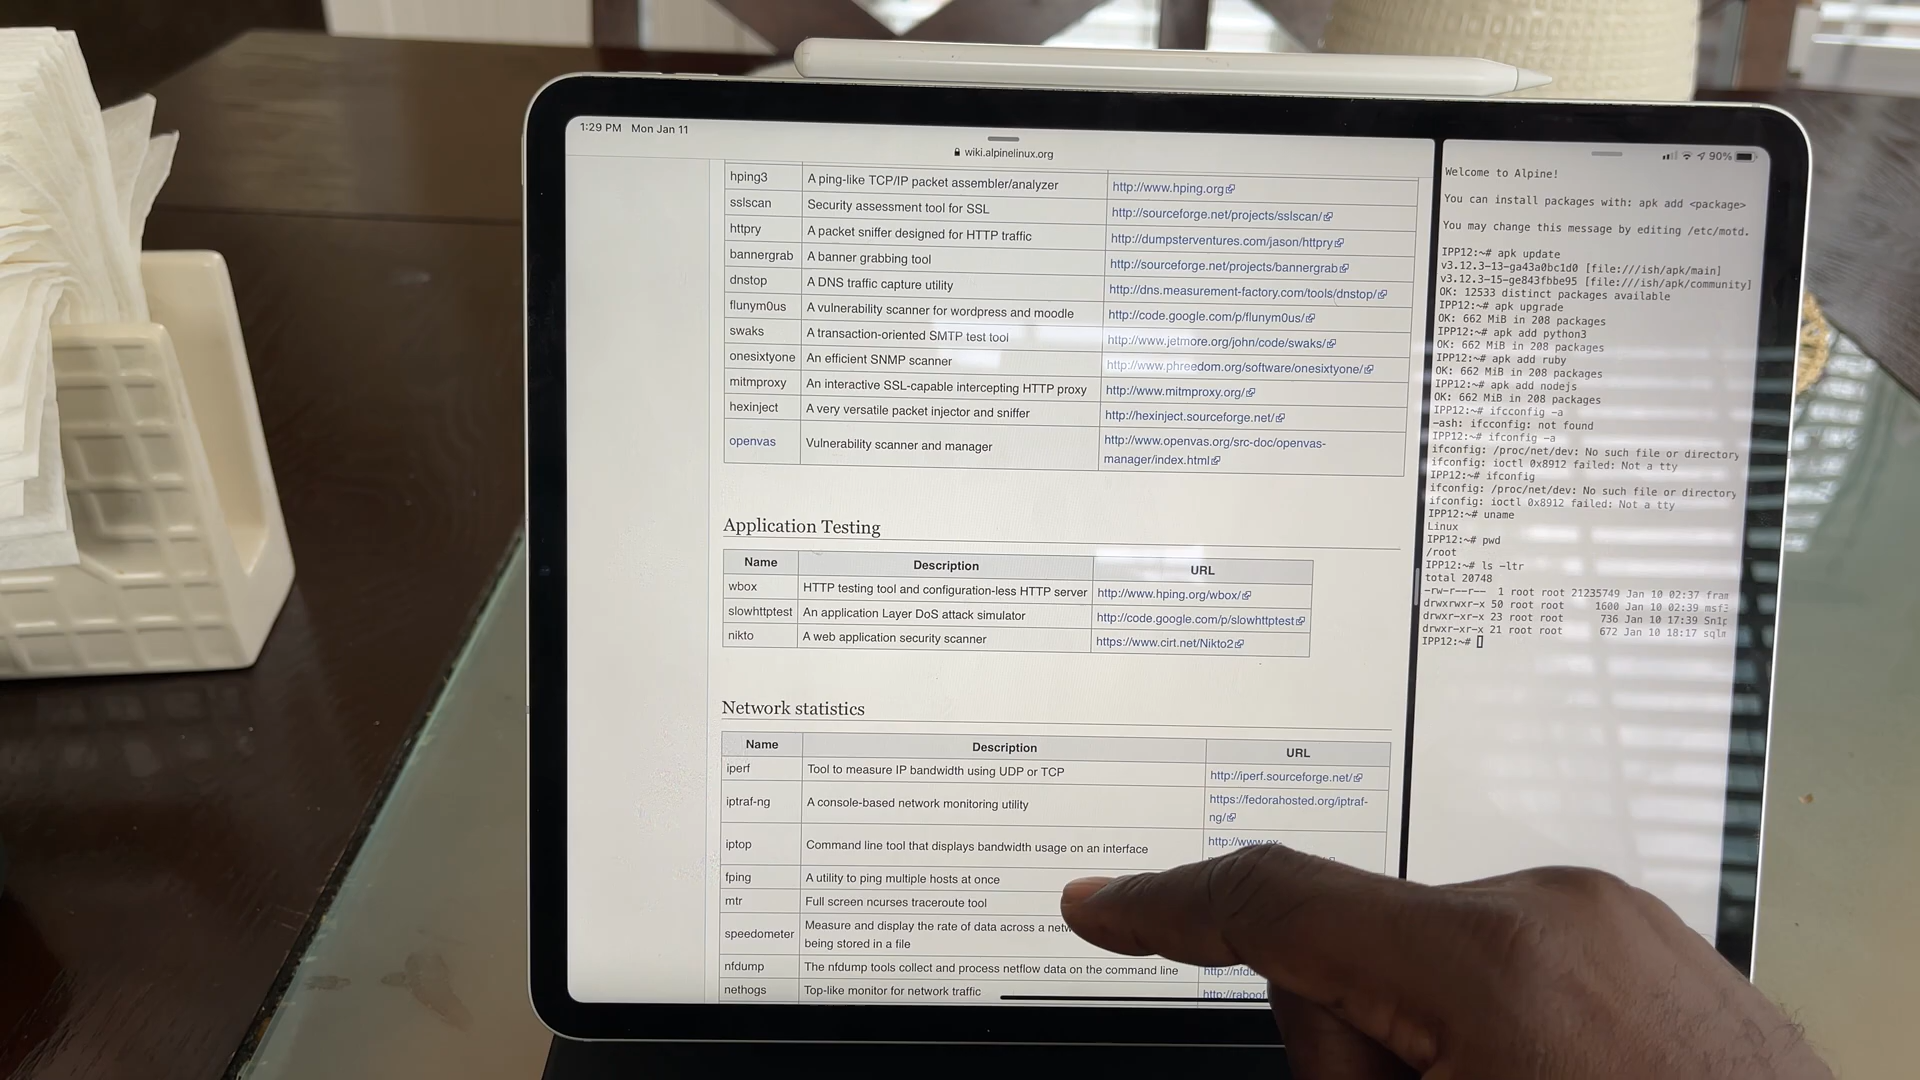 1:29 PM Mon Jan 11
wiki.alpinelinux.org
90%
hping3 A ping-like TCP/IP packet assembler/analyzer http://www.hping.org
sslscan Security assessment tool for SSL http://sourceforge.net/projects/sslscan/
httpry A packet sniffer designed for HTTP traffic http://dumpsterventures.com/jason/httpry
bannergrab A banner grabbing tool http://sourceforge.net/projects/bannergrab
dnstop A DNS traffic capture utility http://dns.measurement-factory.com/tools/dnstop/
flunym0us A vulnerability scanner for wordpress and moodle http://code.google.com/p/flunym0us/
swaks A transaction-oriented SMTP test tool http://www.jetmore.org/john/code/swaks/
onesixtyone An efficient SNMP scanner http://www.phreedom.org/software/onesixtyone/
mitmproxy An interactive SSL-capable intercepting HTTP proxy http://www.mitmproxy.org/
hexinject A very versatile packet injector and sniffer http://hexinject.sourceforge.net/
openvas Vulnerability scanner and manager http://www.openvas.org/src-doc/openvas-
manager/index.html
Application Testing
Name Description URL
wbox HTTP testing tool and configuration-less HTTP server http://www.hping.org/wbox/
slowhttptest An application Layer DoS attack simulator http://code.google.com/p/slowhttptest
nikto A web application security scanner https://www.cirt.net/Nikto2
Network statistics
Name Description URL
iperf Tool to measure IP bandwidth using UDP or TCP http://iperf.sourceforge.net/
iptraf-ng A console-based network monitoring utility https://fedorahosted.org/iptraf-
ng/
iptop Command line tool that displays bandwidth usage on an interface http://www.ex-
fping A utility to ping multiple hosts at once
mtr Full screen ncurses traceroute tool
speedometer Measure and display the rate of data across a
being stored in a file
nfdump The nfdump tools collect and process netflow data on the command line
nethogs Top-like monitor for network traffic
Welcome to Alpine!
You can install packages with: apk add <package>
You may change this message by editing /etc/motd.
IPP12:~# apk update
v3.12.3-13-ga43a0bc1d0 [file:///ish/apk/main]
v3.12.3-15-ge843fbbe95 [file:///ish/apk/community]
OK: 12533 distinct packages available
IPP12:~# apk upgrade
OK: 662 MiB in 208 packages
IPP12:~# apk add python3
OK: 662 MiB in 208 packages
IPP12:~# apk add ruby
OK: 662 MiB in 208 packages
IPP12:~# apk add nodejs
OK: 662 MiB in 208 packages
IPP12:~# ifcconfig -a
-ash: ifcconfig: not found
IPP12:~# ifconfig -a
ifconfig: /proc/net/dev: No such file or directory
ifconfig: ioctl 0x8912 failed: Not a tty
IPP12:~# ifconfig
ifconfig: /proc/net/dev: No such file or directory
ifconfig: ioctl 0x8912 failed: Not a tty
IPP12:~# uname
Linux
IPP12:~# pwd
/root
IPP12:~# ls -ltr
total 20748
-rw-r--r-- 1 root root 21235749 Jan 10 02:37 fram
drwxrwxr-x 50 root root 1600 Jan 10 02:39 msf
drwxr-xr-x 23 root root 736 Jan 10 17:39 Sn1p
drwxr-xr-x 21 root root 672 Jan 10 18:17 sqlm
IPP12:~#